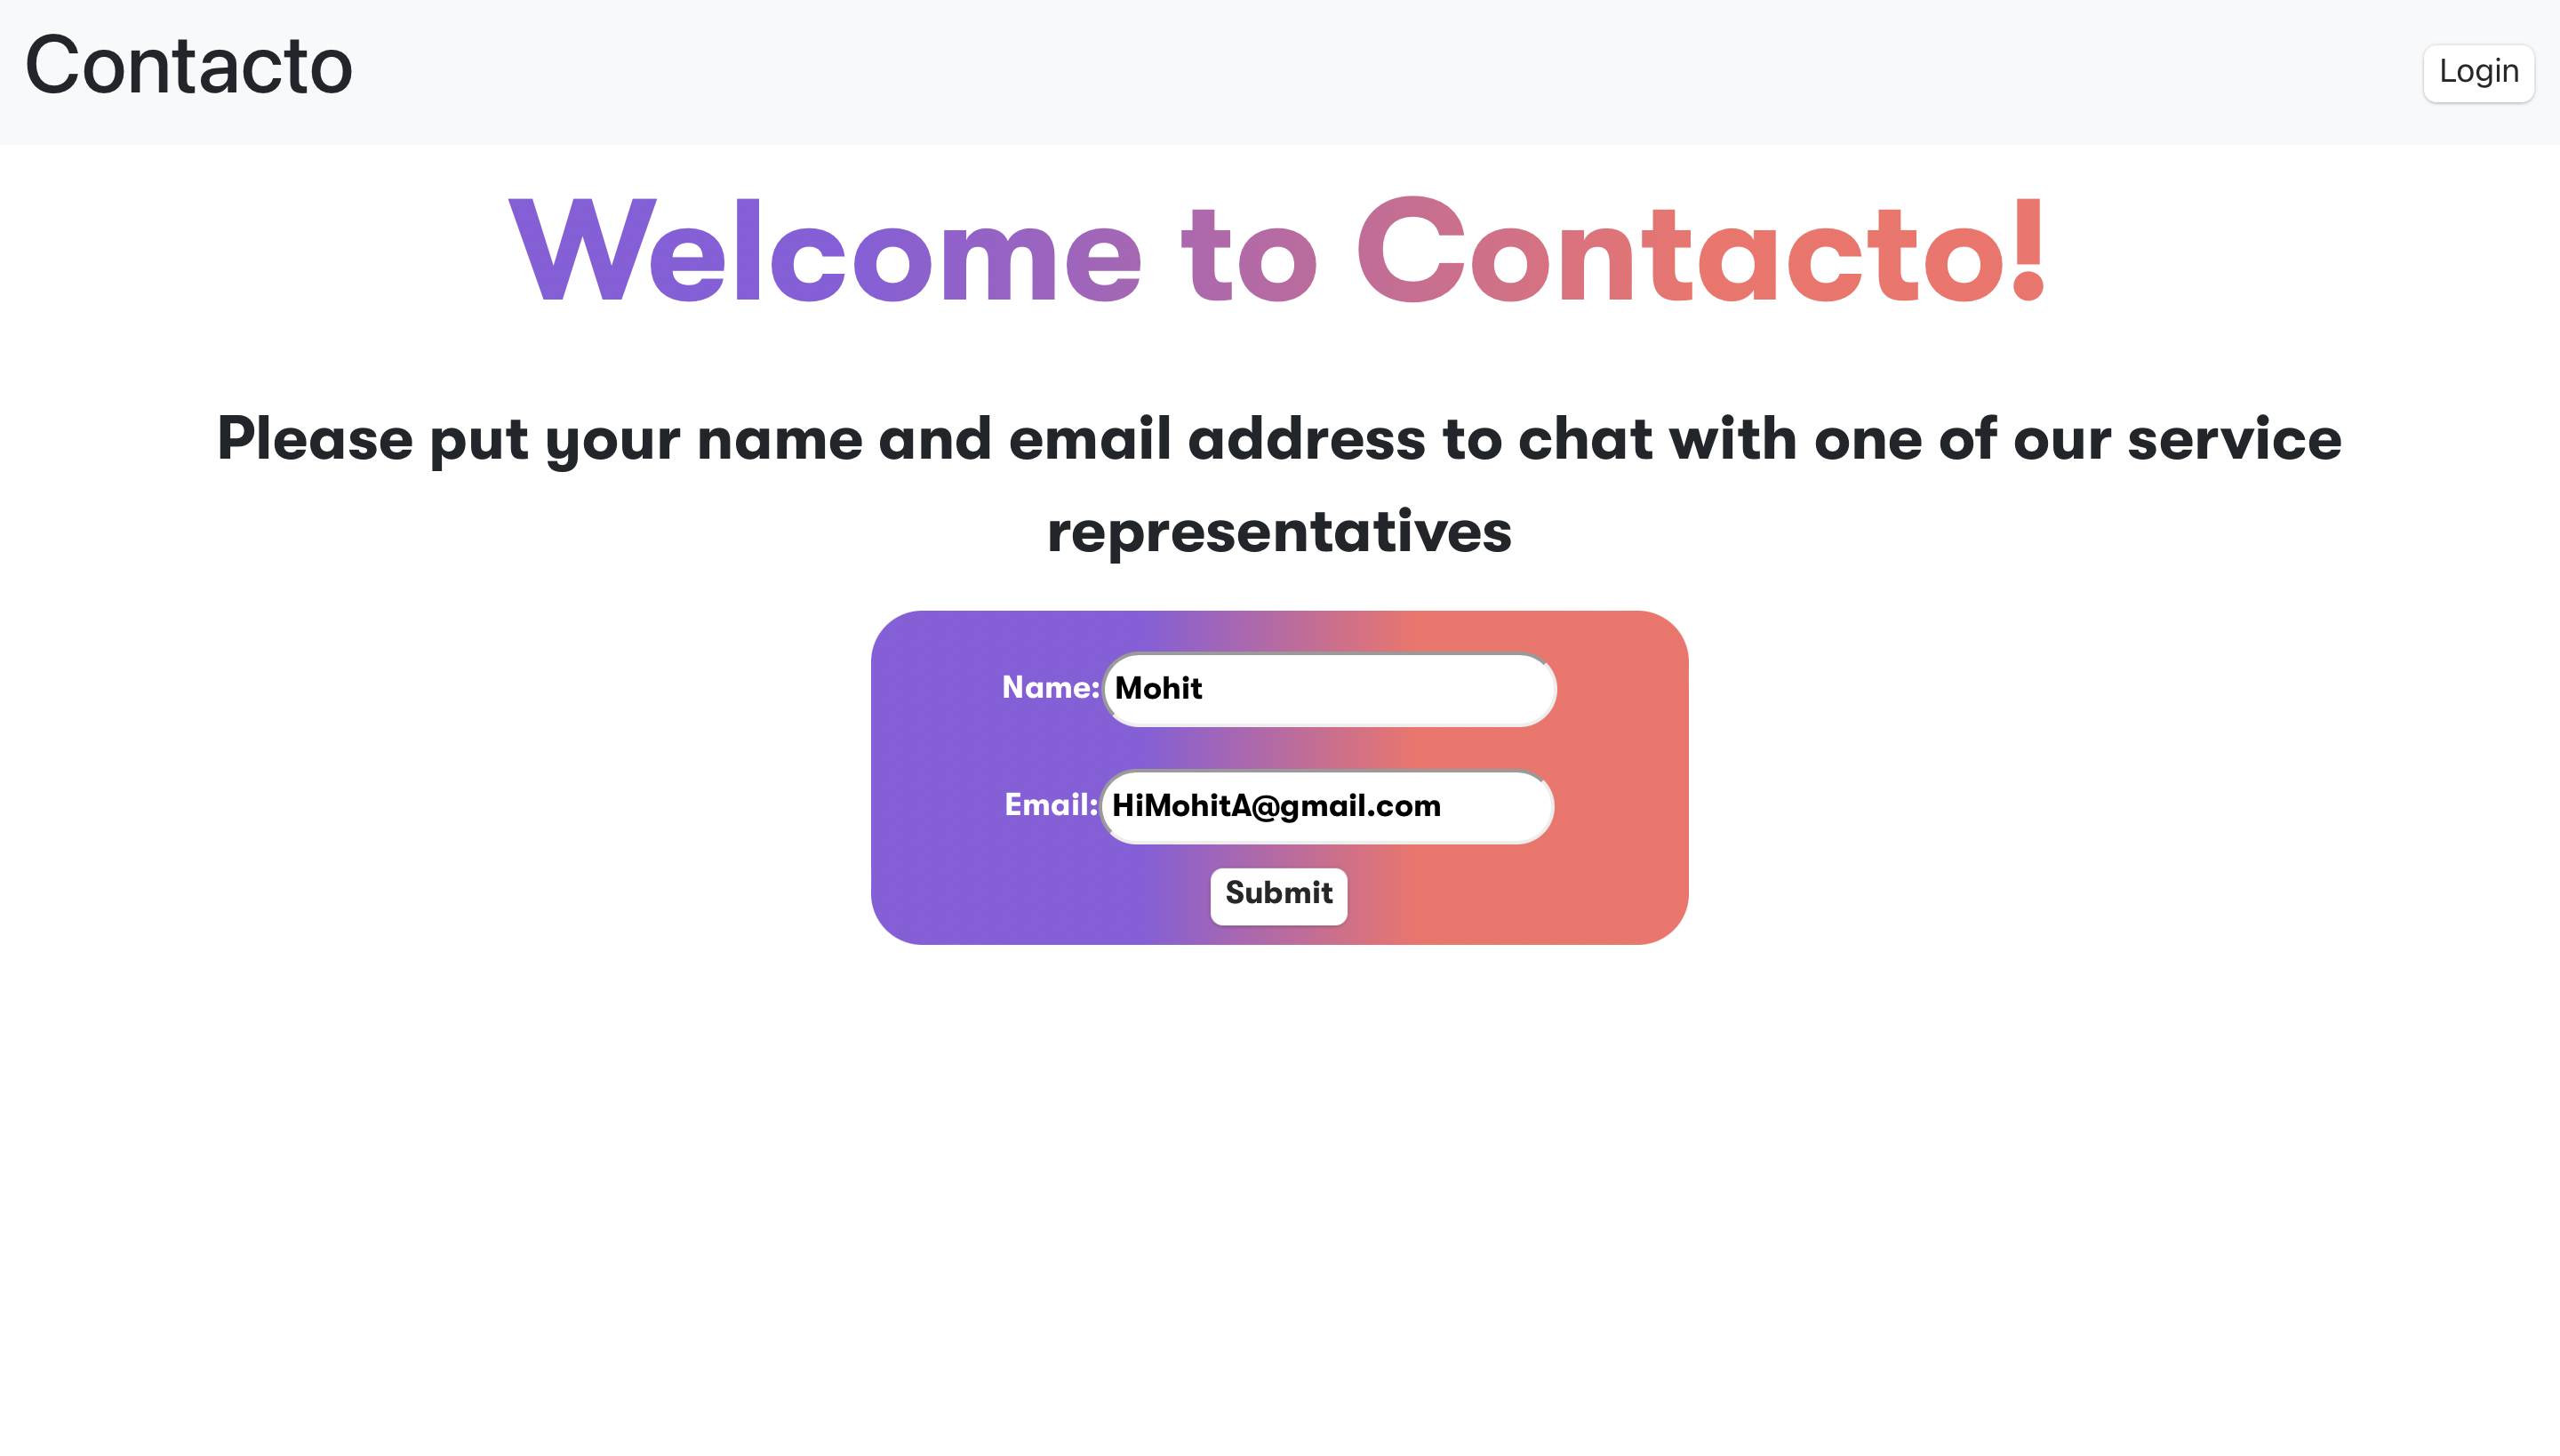 Contacto
Login
Welcome to Contacto!
Please put your name and email address to chat with one of our service
representatives
Name: Mohit
Email: HiMohitA@gmail.com
Submit